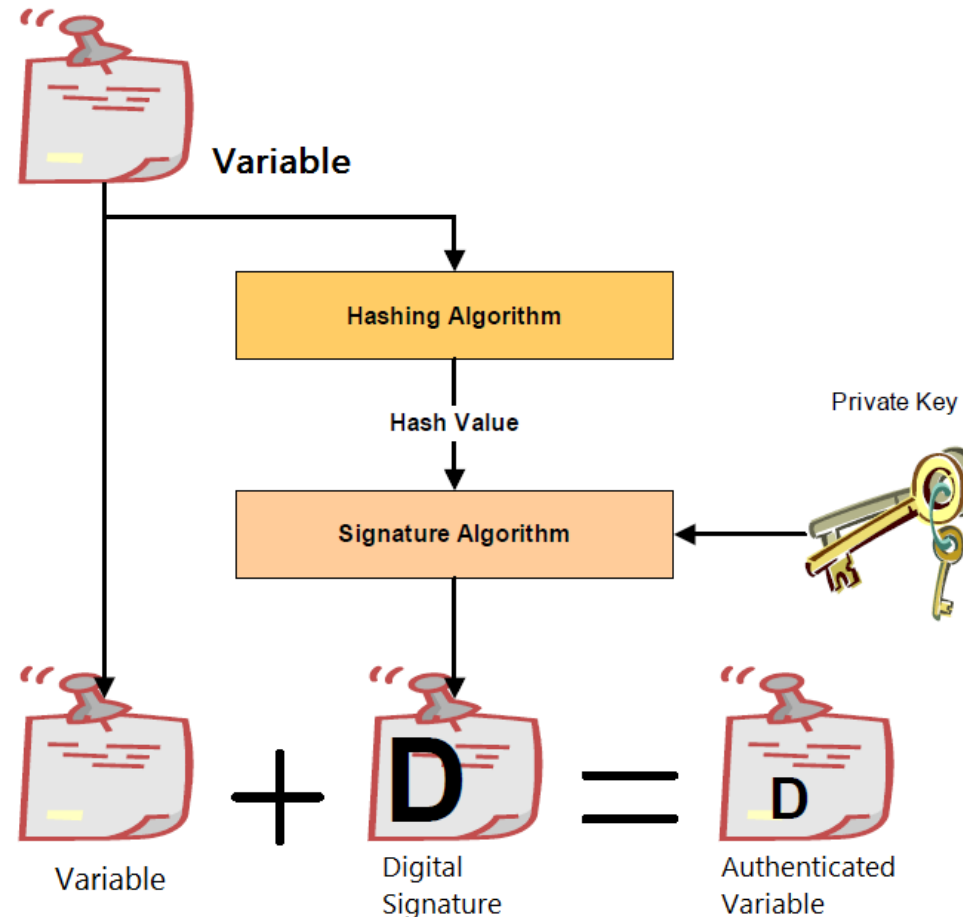 Variable
Hashing Algorithm
Hash Value
Private Key
Signature Algorithm
D
D
Variable
Digital
Signature
Authenticated
Variable